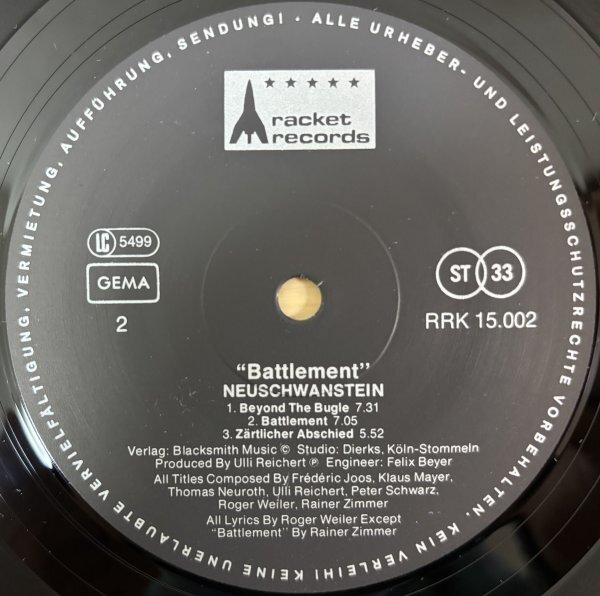 ALLE URHEBER- UND LEISTUNGSSCHUTZRECHTE VORBEHALTEN. KEIN VERLEIH! KEINE UNERLAUBTE VERVIELFÄLTIGUNG, VERMIETUNG, AUFFÜHRUNG, SENDUNG! •
racket
records
LC 5499
GEMA
2
ST 33
RRK 15.002
“Battlement”
NEUSCHWANSTEIN
1. Beyond The Bugle 7.31
2. Battlement 7.05
3. Zärtlicher Abschied 5.52
Verlag: Blacksmith Music © Studio: Dierks, Köln-Stommeln
Produced By Ulli Reichert ℗ Engineer: Felix Beyer
All Titles Composed By Frédéric Joos, Klaus Mayer,
Thomas Neuroth, Ulli Reichert, Peter Schwarz,
Roger Weiler, Rainer Zimmer
All Lyrics By Roger Weiler Except
“Battlement” By Rainer Zimmer